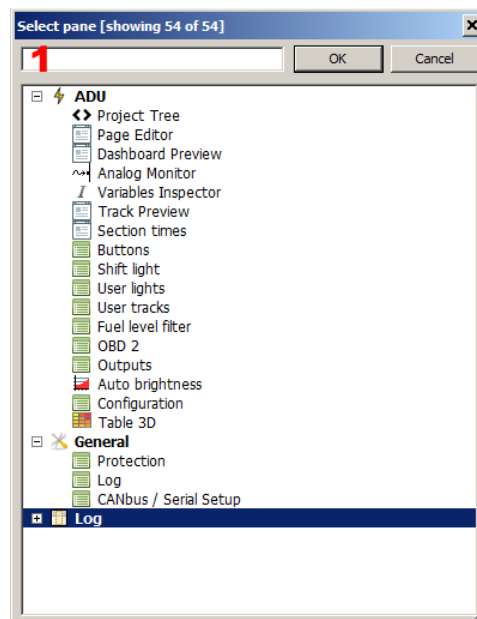 Select pane [showing 54 of 54]
1
OK Cancel
ADU
Project Tree
Page Editor
Dashboard Preview
Analog Monitor
Variables Inspector
Track Preview
Section times
Buttons
Shift light
User lights
User tracks
Fuel level filter
OBD 2
Outputs
Auto brightness
Configuration
Table 3D
General
Protection
Log
CANbus / Serial Setup
Log